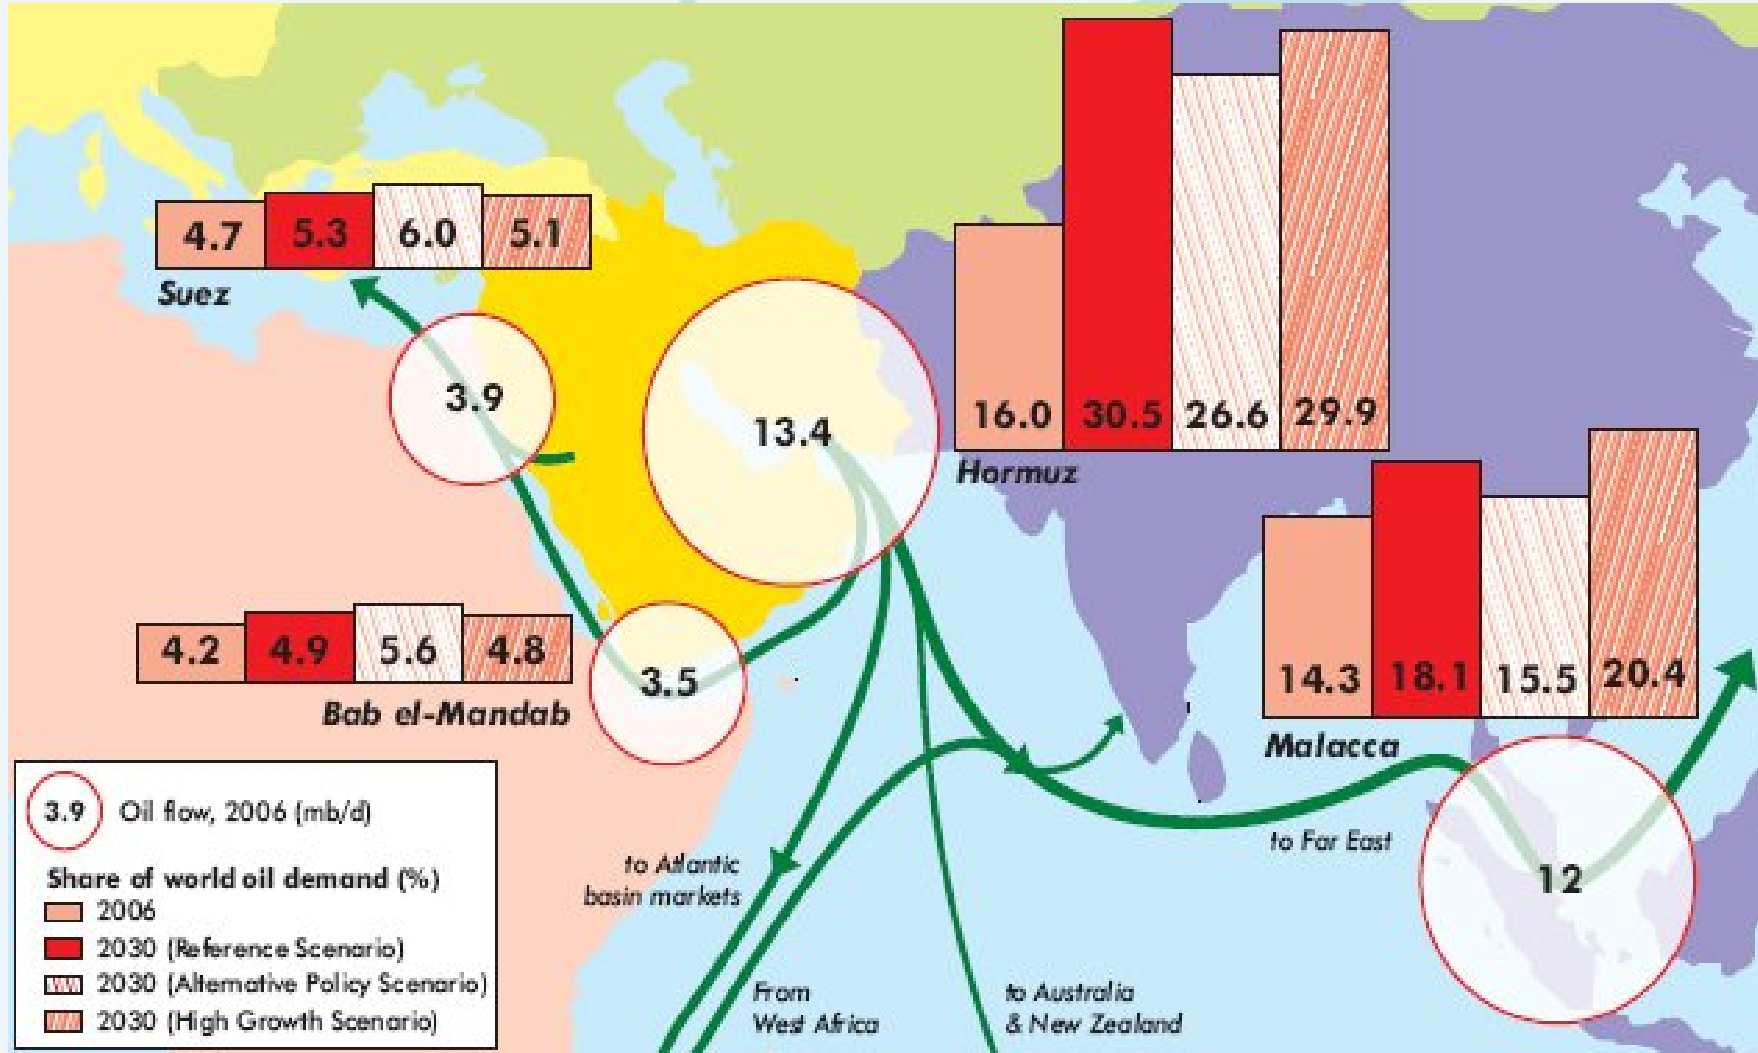 16.0 30.5 26.6 29.9
Hormuz
4.7 5.3 6.0 5.1
Suez
3.9
13.4
14.3 18.1 15.5 20.4
Malacca
4.2 4.9 5.6 4.8
Bab el-Mandab
3.5
12
to Far East
to Atlantic
basin markets
From
West Africa
to Australia
& New Zealand
3.9 Oil flow, 2006 (mb/d)
Share of world oil demand (%)
2006
2030 (Reference Scenario)
2030 (Alternative Policy Scenario)
2030 (High Growth Scenario)